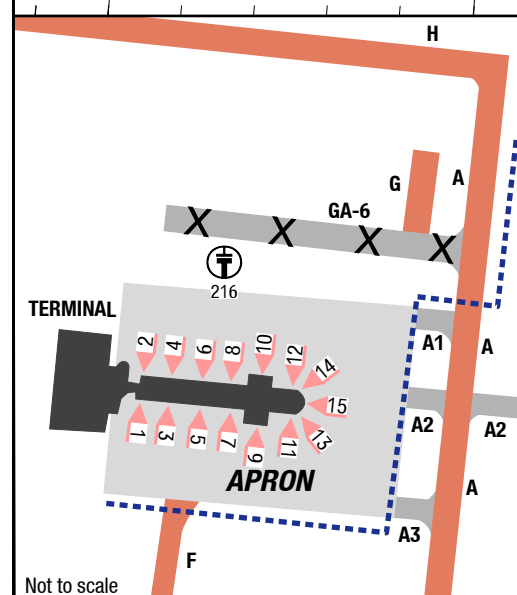 H
G
A
GA-6
216
TERMINAL
A1
A
2
4
6
8
10
12
14
15
A2
A2
1
3
5
7
9
11
13
APRON
A
A3
F
Not to scale